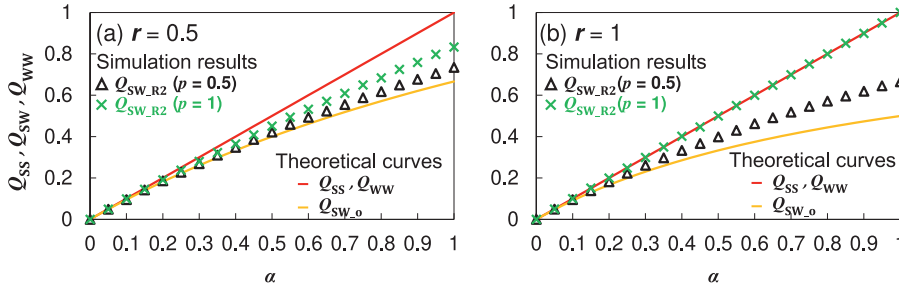 (a) r = 0.5
Simulation results
Q_SW_R2 (p = 0.5)
Q_SW_R2 (p = 1)
Theoretical curves
Q_SS , Q_WW
Q_SW_o
Q_SS , Q_SW , Q_WW
1
0.8
0.6
0.4
0.2
0
0 0.1 0.2 0.3 0.4 0.5 0.6 0.7 0.8 0.9 1
α
(b) r = 1
Simulation results
Q_SW_R2 (p = 0.5)
Q_SW_R2 (p = 1)
Theoretical curves
Q_SS , Q_WW
Q_SW_o
1
0.8
0.6
0.4
0.2
0
0 0.1 0.2 0.3 0.4 0.5 0.6 0.7 0.8 0.9 1
α